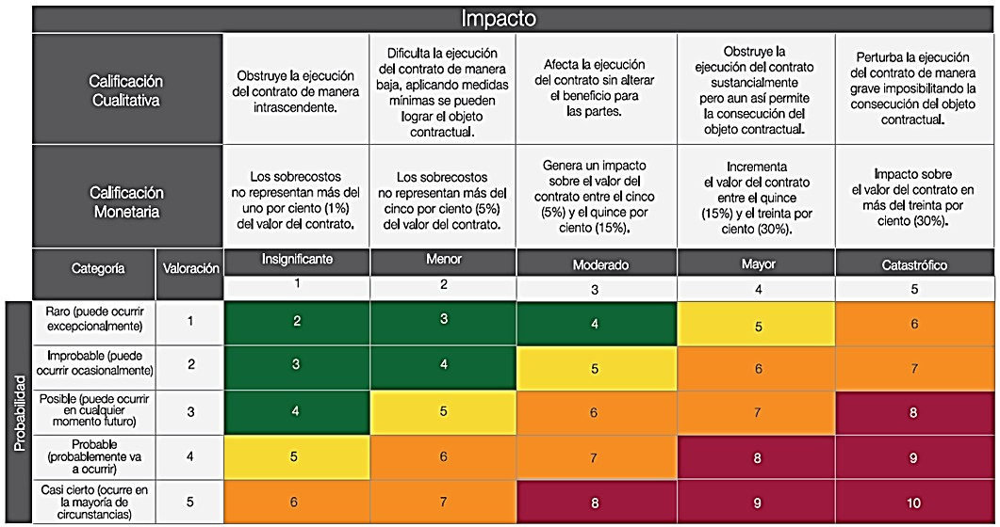 Impacto
Calificación
Cualitativa
Obstruye la ejecución
del contrato de manera
intrascendente.
Dificulta la ejecución
del contrato de manera
baja, aplicando medidas
mínimas se pueden
lograr el objeto
contractual.
Afecta la ejecución
del contrato sin alterar
el beneficio para
las partes.
Obstruye la
ejecución del contrato
sustancialmente
pero aun así permite
la consecución del
objeto contractual.
Perturba la ejecución
del contrato de manera
grave imposibilitando la
consecución del objeto
contractual.
Calificación
Monetaria
Los sobrecostos
no representan más del
uno por ciento (1%)
del valor del contrato.
Los sobrecostos
no representan más del
cinco por ciento (5%)
del valor del contrato.
Genera un impacto
sobre el valor del
contrato entre el cinco
(5%) y el quince por
ciento (15%).
Incrementa
el valor del contrato
entre el quince
(15%) y el treinta por
ciento (30%).
Impacto sobre
el valor del contrato en
más del treinta por
ciento (30%).
Categoría
Valoración
Insignificante
Menor
Moderado
Mayor
Catastrófico
1
2
3
4
5
Probabilidad
Raro (puede ocurrir
excepcionalmente)
1
2
3
4
5
6
Improbable (puede
ocurrir ocasionalmente)
2
3
4
5
6
7
Posible (puede ocurrir
en cualquier
momento futuro)
3
4
5
6
7
8
Probable
(probablemente va
a ocurrir)
4
5
6
7
8
9
Casi cierto (ocurre en
la mayoría de
circunstancias)
5
6
7
8
9
10